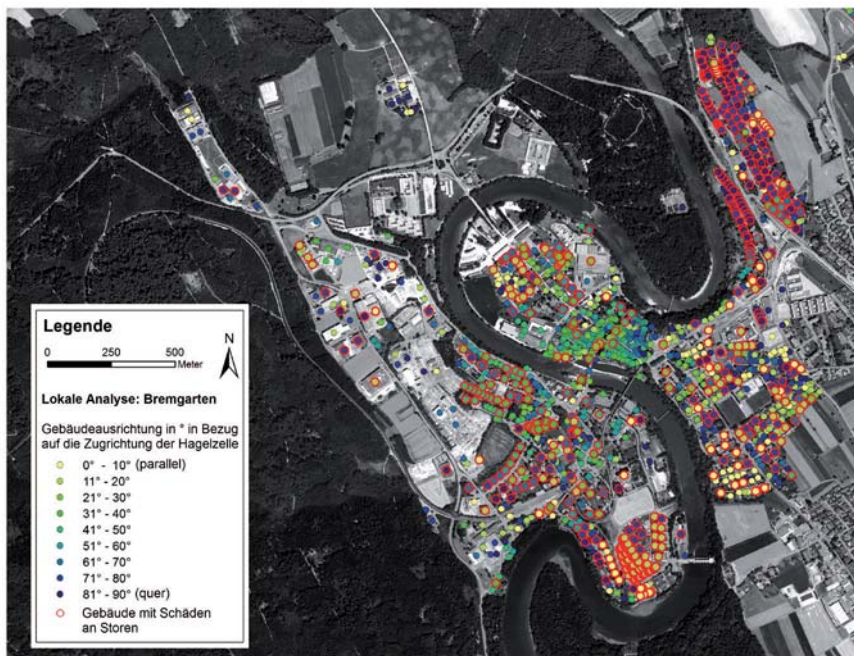 Legende
N
0 250 500 Meter
Lokale Analyse: Bremgarten
Gebäudeausrichtung in ° in Bezug
auf die Zugrichtung der Hagelzelle
0° - 10° (parallel)
11° - 20°
21° - 30°
31° - 40°
41° - 50°
51° - 60°
61° - 70°
71° - 80°
81° - 90° (quer)
Gebäude mit Schäden
an Storen